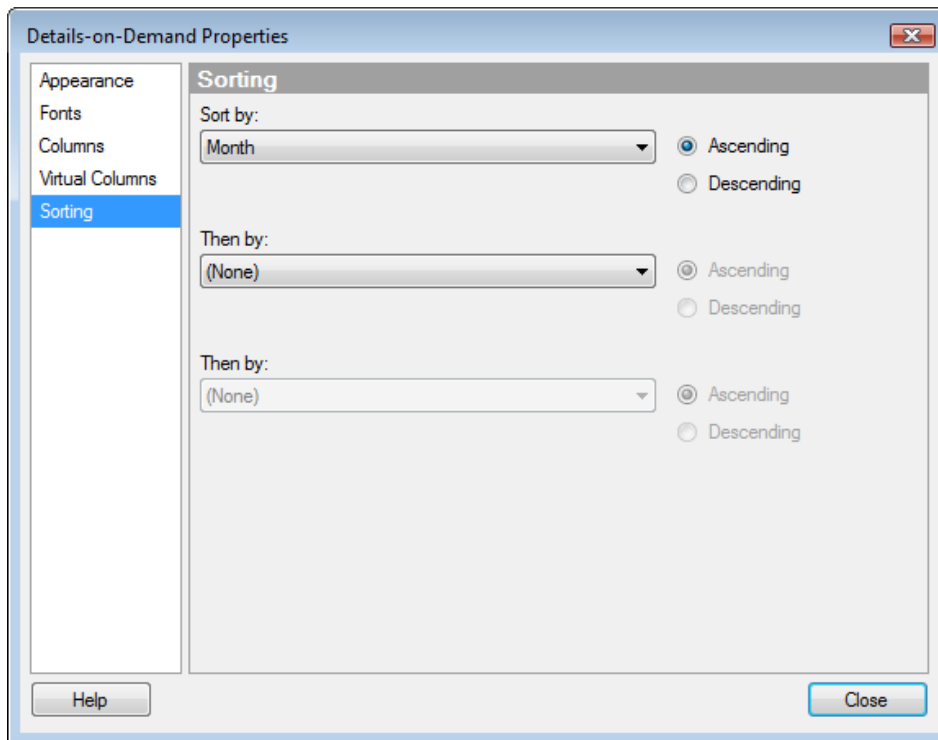 Details-on-Demand Properties
Appearance
Fonts
Columns
Virtual Columns
Sorting
Sorting
Sort by:
Month
Ascending
Descending
Then by:
(None)
Ascending
Descending
Then by:
(None)
Ascending
Descending
Help
Close